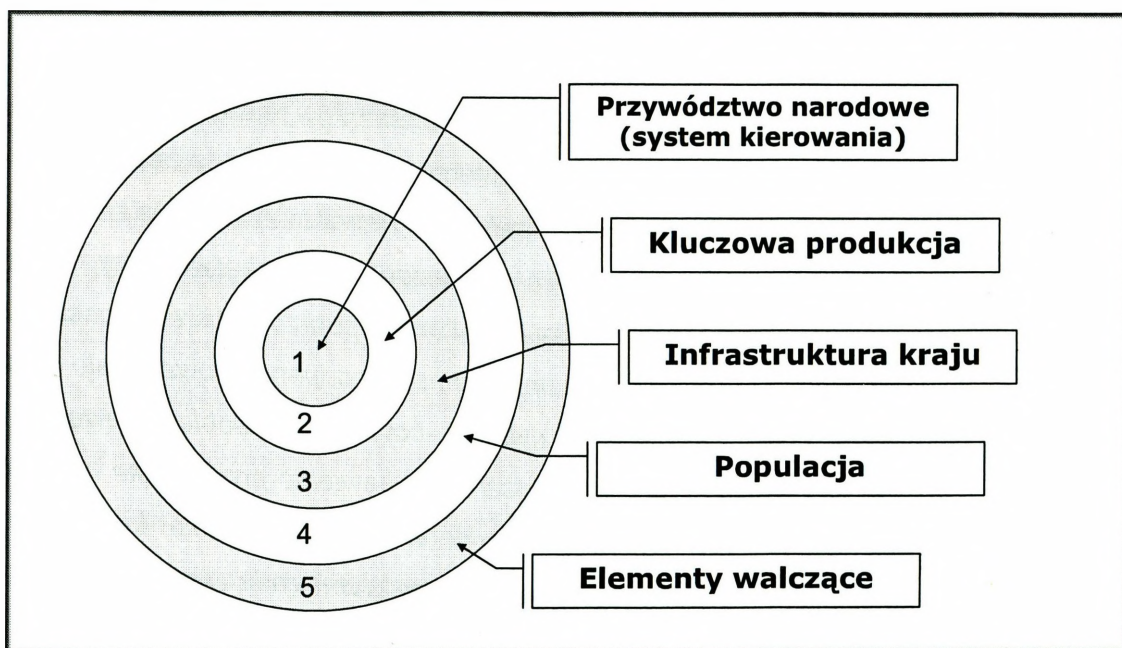 Przywództwo narodowe
(system kierowania)
Kluczowa produkcja
Infrastruktura kraju
Populacja
Elementy walczące
1
2
3
4
5